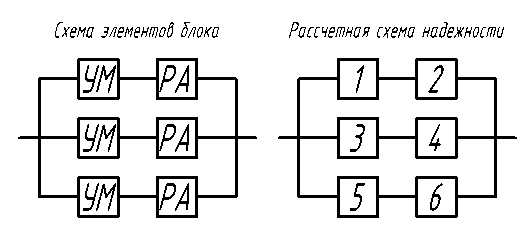 Схема элементов блока
Рассчетная схема надежности
УМ РА 1 2
УМ РА 3 4
УМ РА 5 6